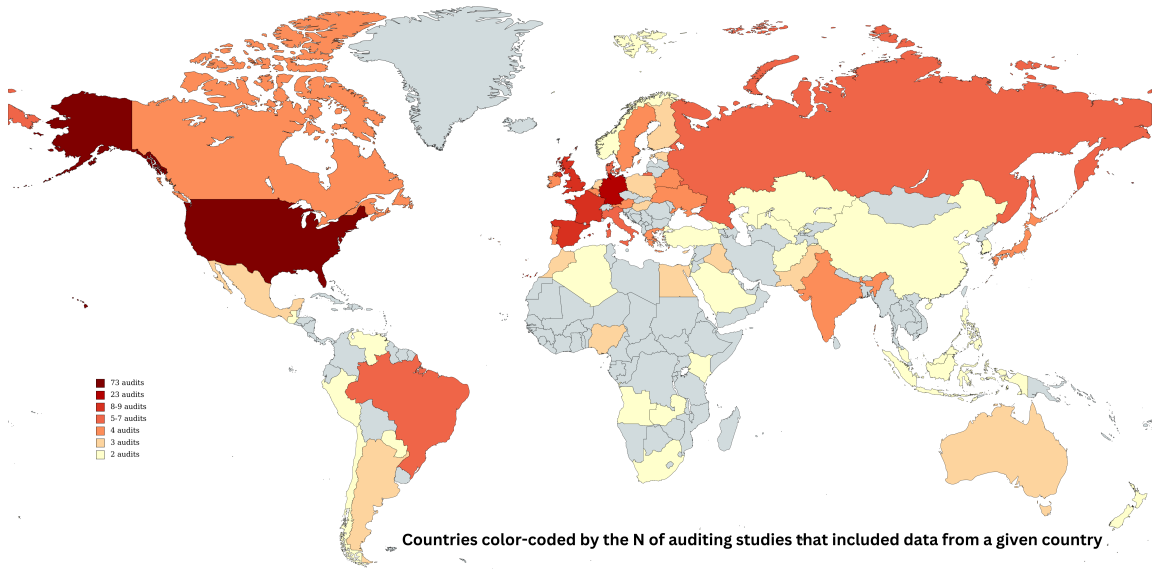 73 audits
23 audits
8-9 audits
5-7 audits
4 audits
3 audits
2 audits
Countries color-coded by the N of auditing studies that included data from a given country